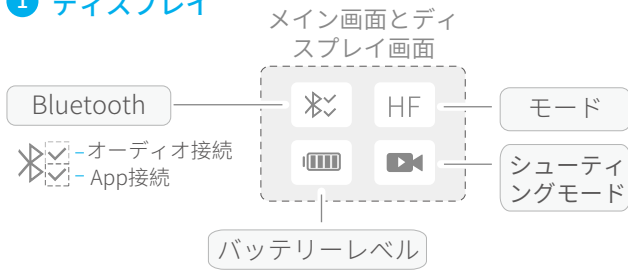 1 ディスプレイ
メイン画面とディ
スプレイ画面
Bluetooth
HF
モード
オーディオ接続
App接続
シューティ
ングモード
バッテリーレベル